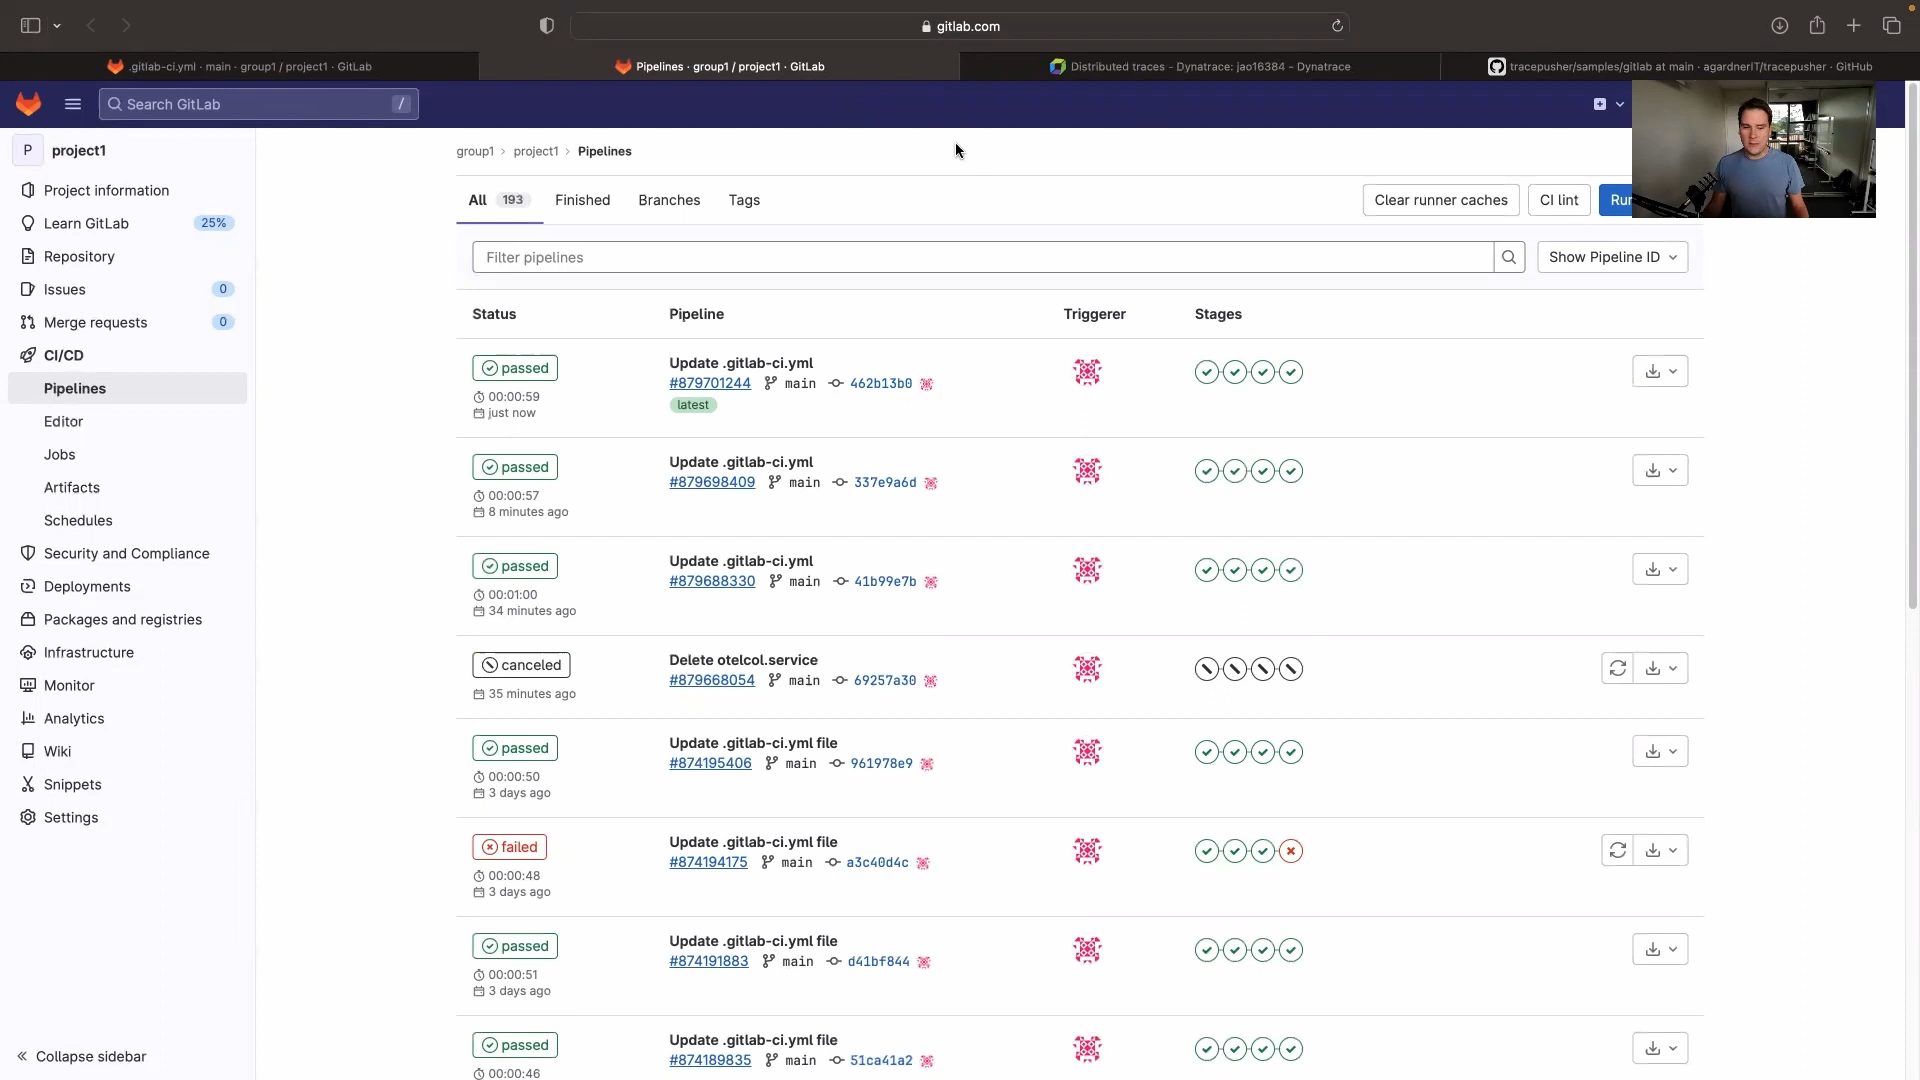 gitlab.com
.gitlab-ci.yml · main · group1 / project1 · GitLab
Pipelines · group1 / project1 · GitLab
Distributed traces - Dynatrace: jao16384 - Dynatrace
tracepusher/samples/gitlab at main · agardnerIT/tracepusher · GitHub
Search GitLab /
P project1
Project information
Learn GitLab 25%
Repository
Issues 0
Merge requests 0
CI/CD
Pipelines
Editor
Jobs
Artifacts
Schedules
Security and Compliance
Deployments
Packages and registries
Infrastructure
Monitor
Analytics
Wiki
Snippets
Settings
Collapse sidebar
group1 › project1 › Pipelines
All 193 Finished Branches Tags
Clear runner caches CI lint
Filter pipelines
Show Pipeline ID
Status Pipeline Triggerer Stages
passed Update .gitlab-ci.yml
#879701244 main 462b13b0
00:00:59
latest
just now
passed Update .gitlab-ci.yml
#879698409 main 337e9a6d
00:00:57
8 minutes ago
passed Update .gitlab-ci.yml
#879688330 main 41b99e7b
00:01:00
34 minutes ago
canceled Delete otelcol.service
#879668054 main 69257a30
35 minutes ago
passed Update .gitlab-ci.yml file
#874195406 main 961978e9
00:00:50
3 days ago
failed Update .gitlab-ci.yml file
#874194175 main a3c40d4c
00:00:48
3 days ago
passed Update .gitlab-ci.yml file
#874191883 main d41bf844
00:00:51
3 days ago
passed Update .gitlab-ci.yml file
#874189835 main 51ca41a2
00:00:46